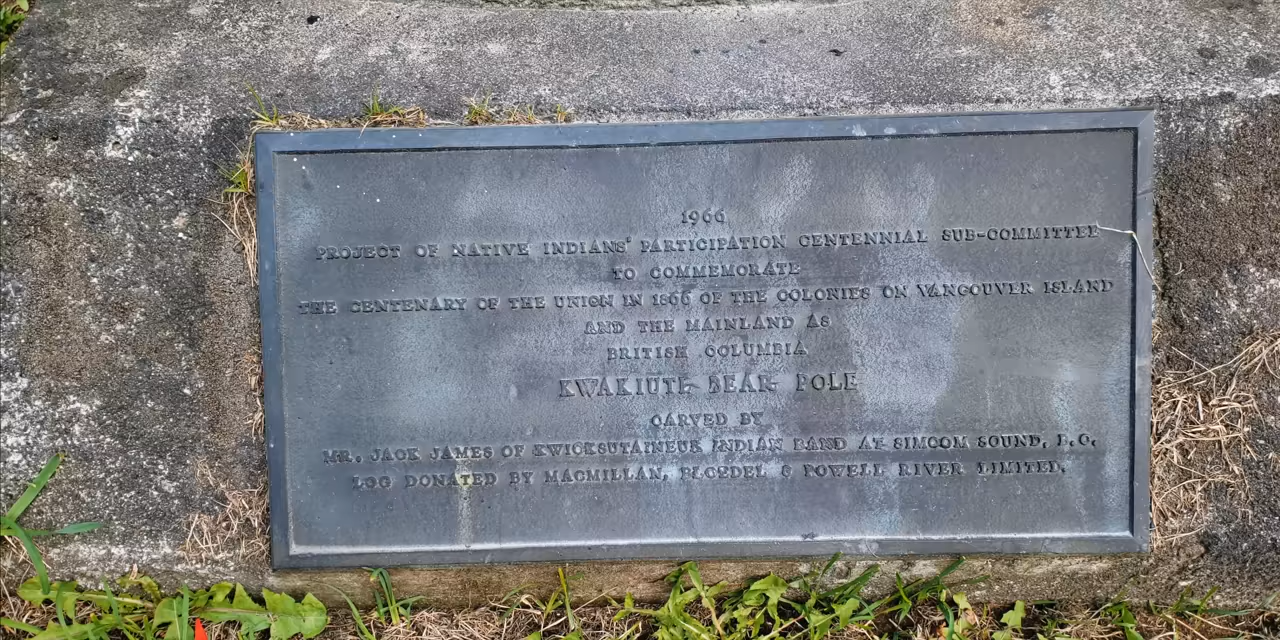 1966
PROJECT OF NATIVE INDIANS' PARTICIPATION CENTENNIAL SUB-COMMITTEE
TO COMMEMORATE
THE CENTENARY OF THE UNION IN 1866 OF THE COLONIES ON VANCOUVER ISLAND
AND THE MAINLAND AS
BRITISH COLUMBIA
KWAKIUTL BEAR POLE
CARVED BY
MR. JACK JAMES OF KWICKSUTAINEUK INDIAN BAND AT SIMOOM SOUND, B.C.
LOG DONATED BY MACMILLAN, BLOEDEL & POWELL RIVER LIMITED.